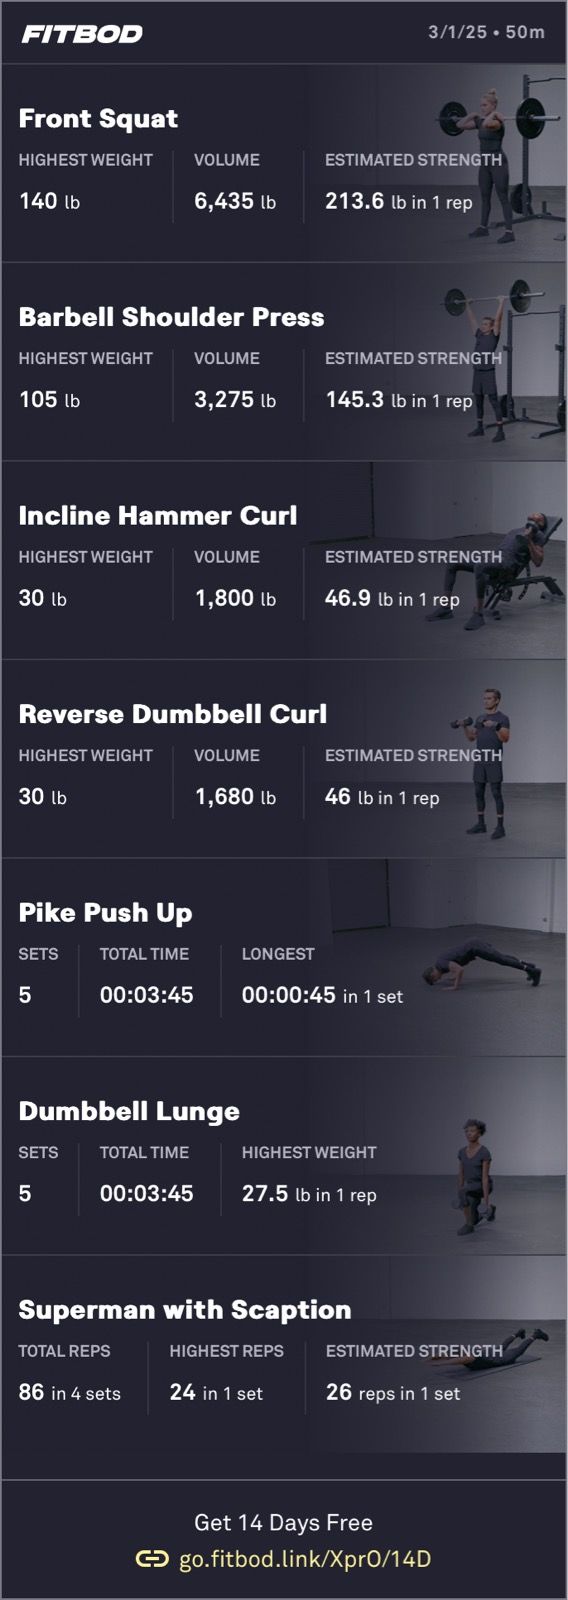 FITBOD 3/1/25 • 50m
Front Squat
HIGHEST WEIGHT VOLUME ESTIMATED STRENGTH
140 lb 6,435 lb 213.6 lb in 1 rep
Barbell Shoulder Press
HIGHEST WEIGHT VOLUME ESTIMATED STRENGTH
105 lb 3,275 lb 145.3 lb in 1 rep
Incline Hammer Curl
HIGHEST WEIGHT VOLUME ESTIMATED STRENGTH
30 lb 1,800 lb 46.9 lb in 1 rep
Reverse Dumbbell Curl
HIGHEST WEIGHT VOLUME ESTIMATED STRENGTH
30 lb 1,680 lb 46 lb in 1 rep
Pike Push Up
SETS TOTAL TIME LONGEST
5 00:03:45 00:00:45 in 1 set
Dumbbell Lunge
SETS TOTAL TIME HIGHEST WEIGHT
5 00:03:45 27.5 lb in 1 rep
Superman with Scaption
TOTAL REPS HIGHEST REPS ESTIMATED STRENGTH
86 in 4 sets 24 in 1 set 26 reps in 1 set
Get 14 Days Free
go.fitbod.link/XprO/14D